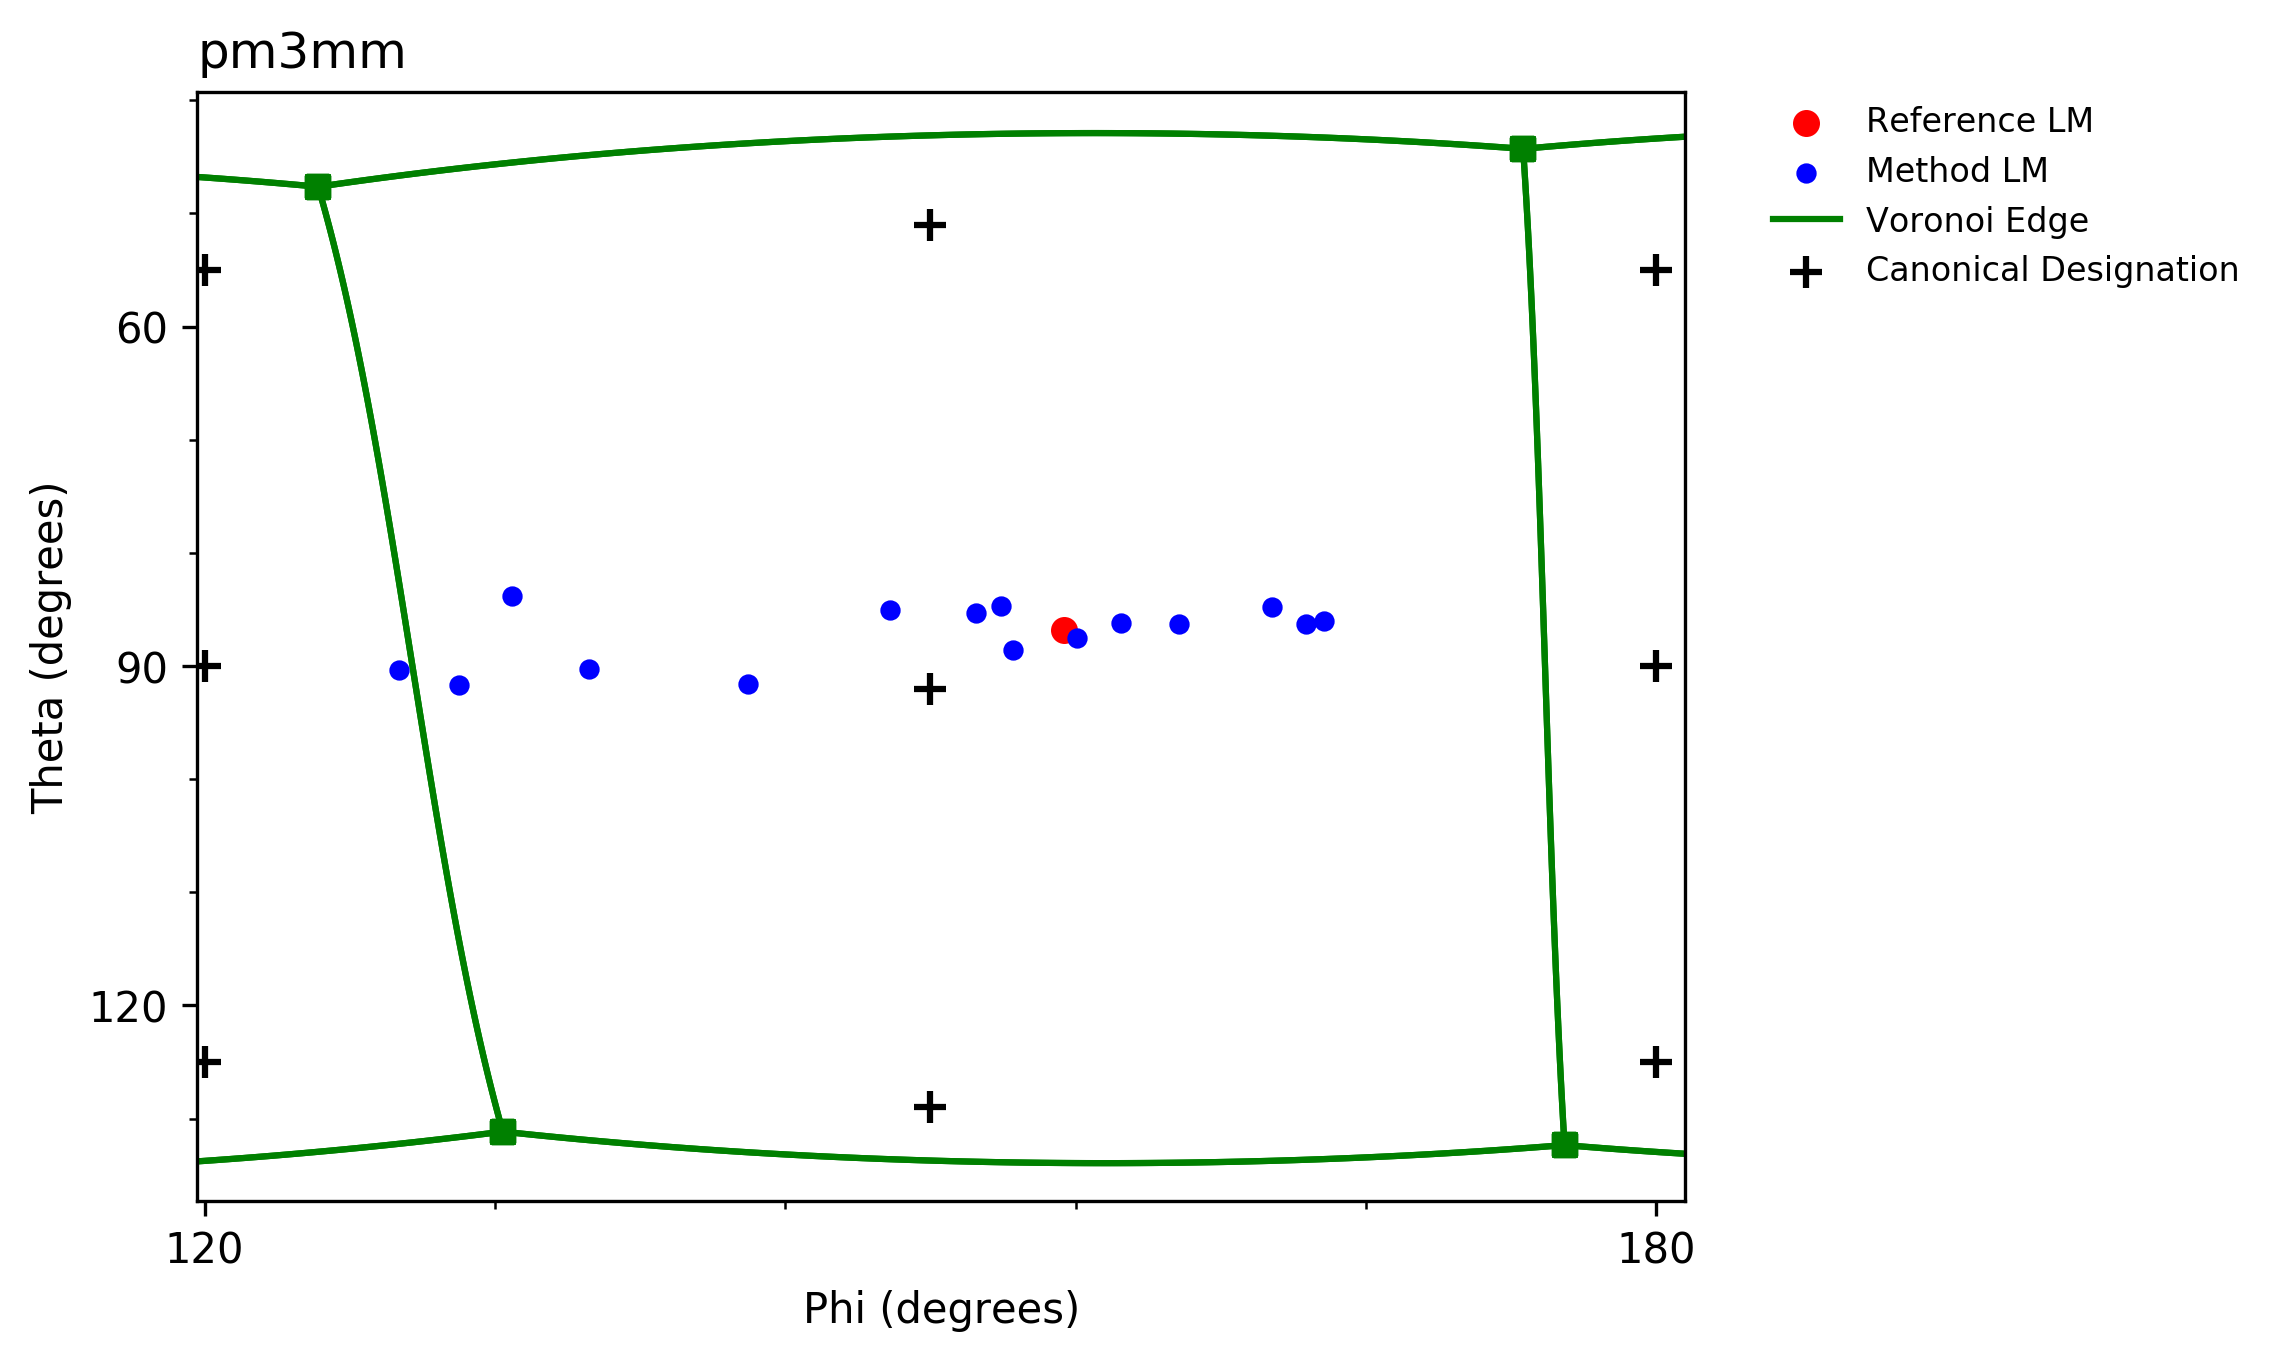 pm3mm
Reference LM
Method LM
Voronoi Edge
Canonical Designation
60
90
120
Theta (degrees)
120
180
Phi (degrees)